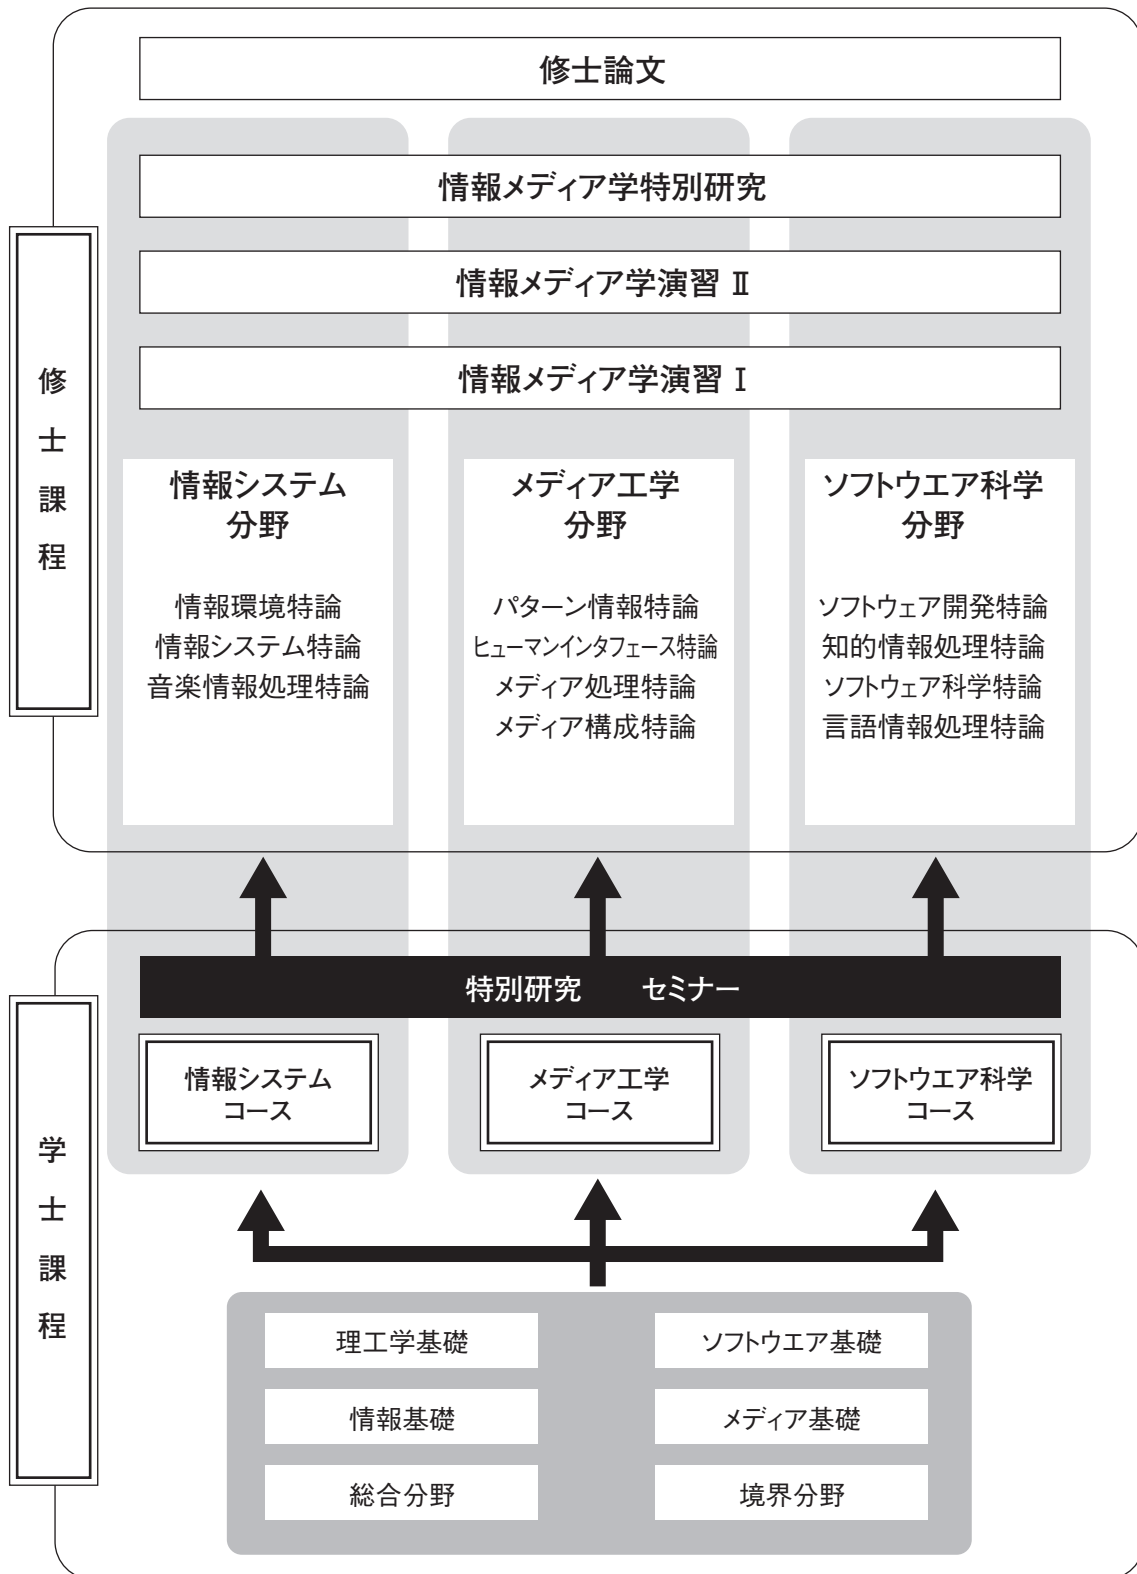 修士論文
情報メディア学特別研究
情報メディア学演習 Ⅱ
情報メディア学演習 Ⅰ
修士課程
情報システム
分野
情報環境特論
情報システム特論
音楽情報処理特論
メディア工学
分野
パターン情報特論
ヒューマンインタフェース特論
メディア処理特論
メディア構成特論
ソフトウエア科学
分野
ソフトウェア開発特論
知的情報処理特論
ソフトウェア科学特論
言語情報処理特論
特別研究 セミナー
情報システム
コース
メディア工学
コース
ソフトウエア科学
コース
学士課程
理工学基礎
ソフトウエア基礎
情報基礎
メディア基礎
総合分野
境界分野